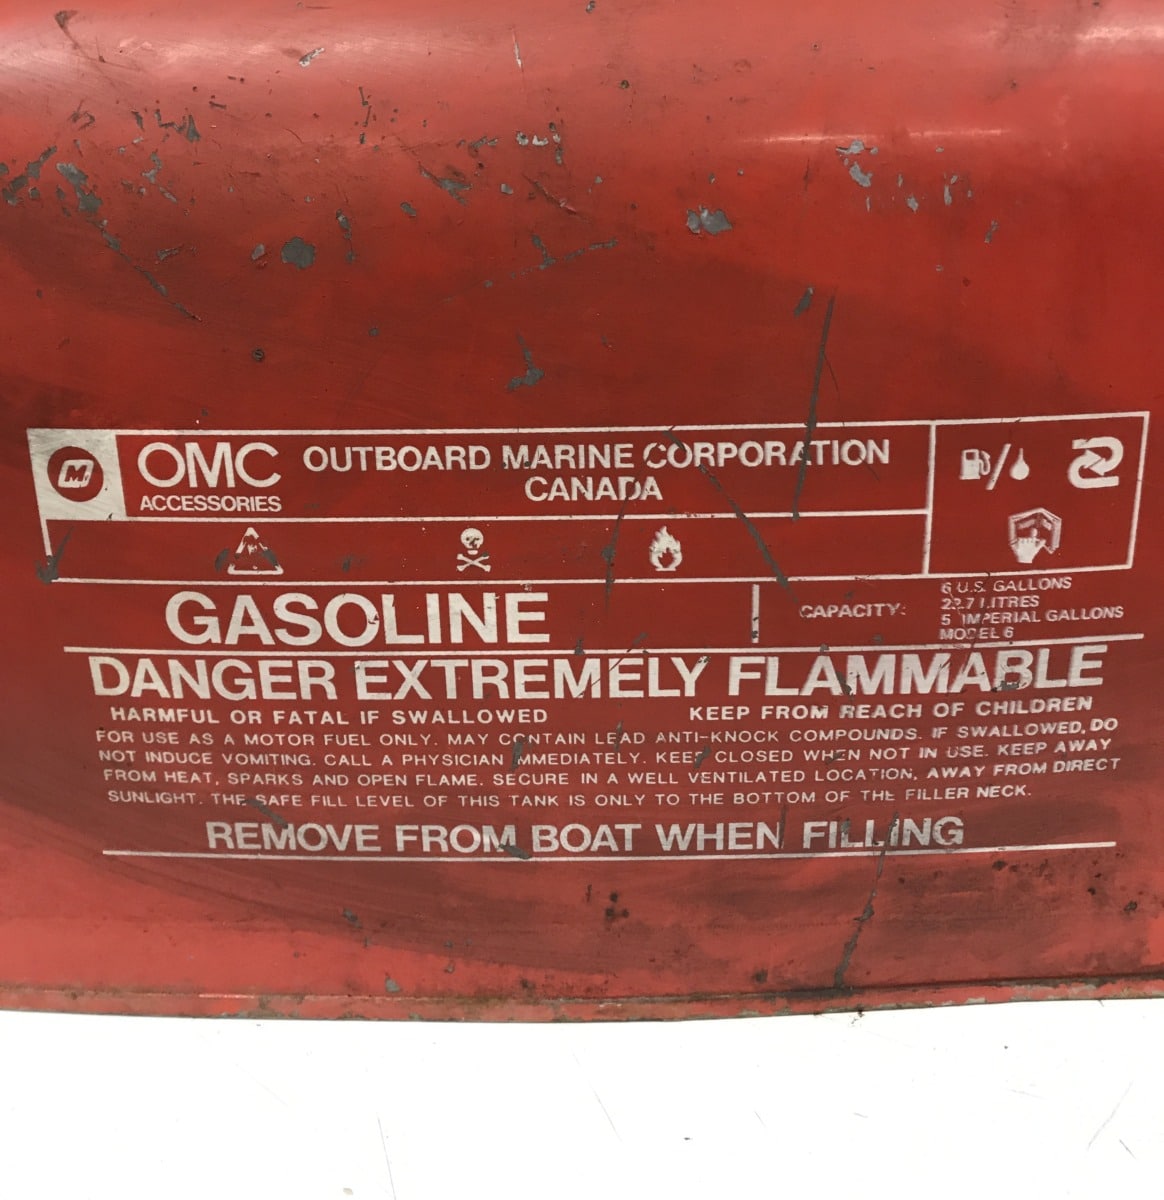 M
OMC
ACCESSORIES
OUTBOARD MARINE CORPORATION
CANADA
GASOLINE
CAPACITY:
6 U.S. GALLONS
22.7 LITRES
5 IMPERIAL GALLONS
MODEL 6
DANGER EXTREMELY FLAMMABLE
HARMFUL OR FATAL IF SWALLOWED KEEP FROM REACH OF CHILDREN
FOR USE AS A MOTOR FUEL ONLY. MAY CONTAIN LEAD ANTI-KNOCK COMPOUNDS. IF SWALLOWED, DO
NOT INDUCE VOMITING. CALL A PHYSICIAN IMMEDIATELY. KEEP CLOSED WHEN NOT IN USE. KEEP AWAY
FROM HEAT, SPARKS AND OPEN FLAME. SECURE IN A WELL VENTILATED LOCATION, AWAY FROM DIRECT
SUNLIGHT. THE SAFE FILL LEVEL OF THIS TANK IS ONLY TO THE BOTTOM OF THE FILLER NECK.
REMOVE FROM BOAT WHEN FILLING